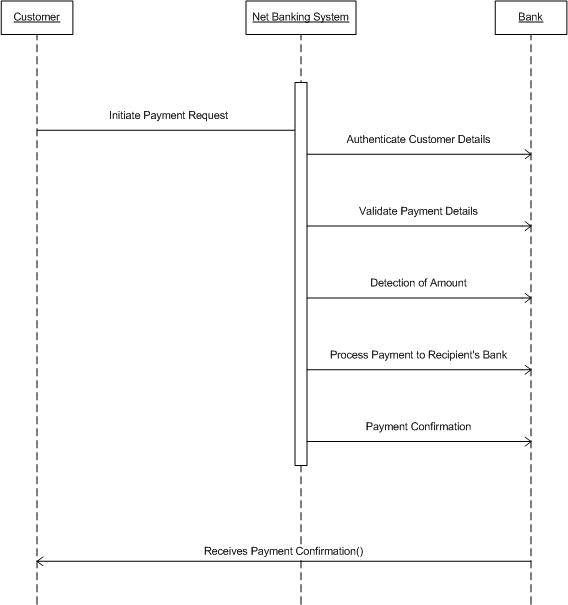 Customer
Net Banking System
Bank
Initiate Payment Request
Authenticate Customer Details
Validate Payment Details
Detection of Amount
Process Payment to Recipient's Bank
Payment Confirmation
Receives Payment Confirmation()